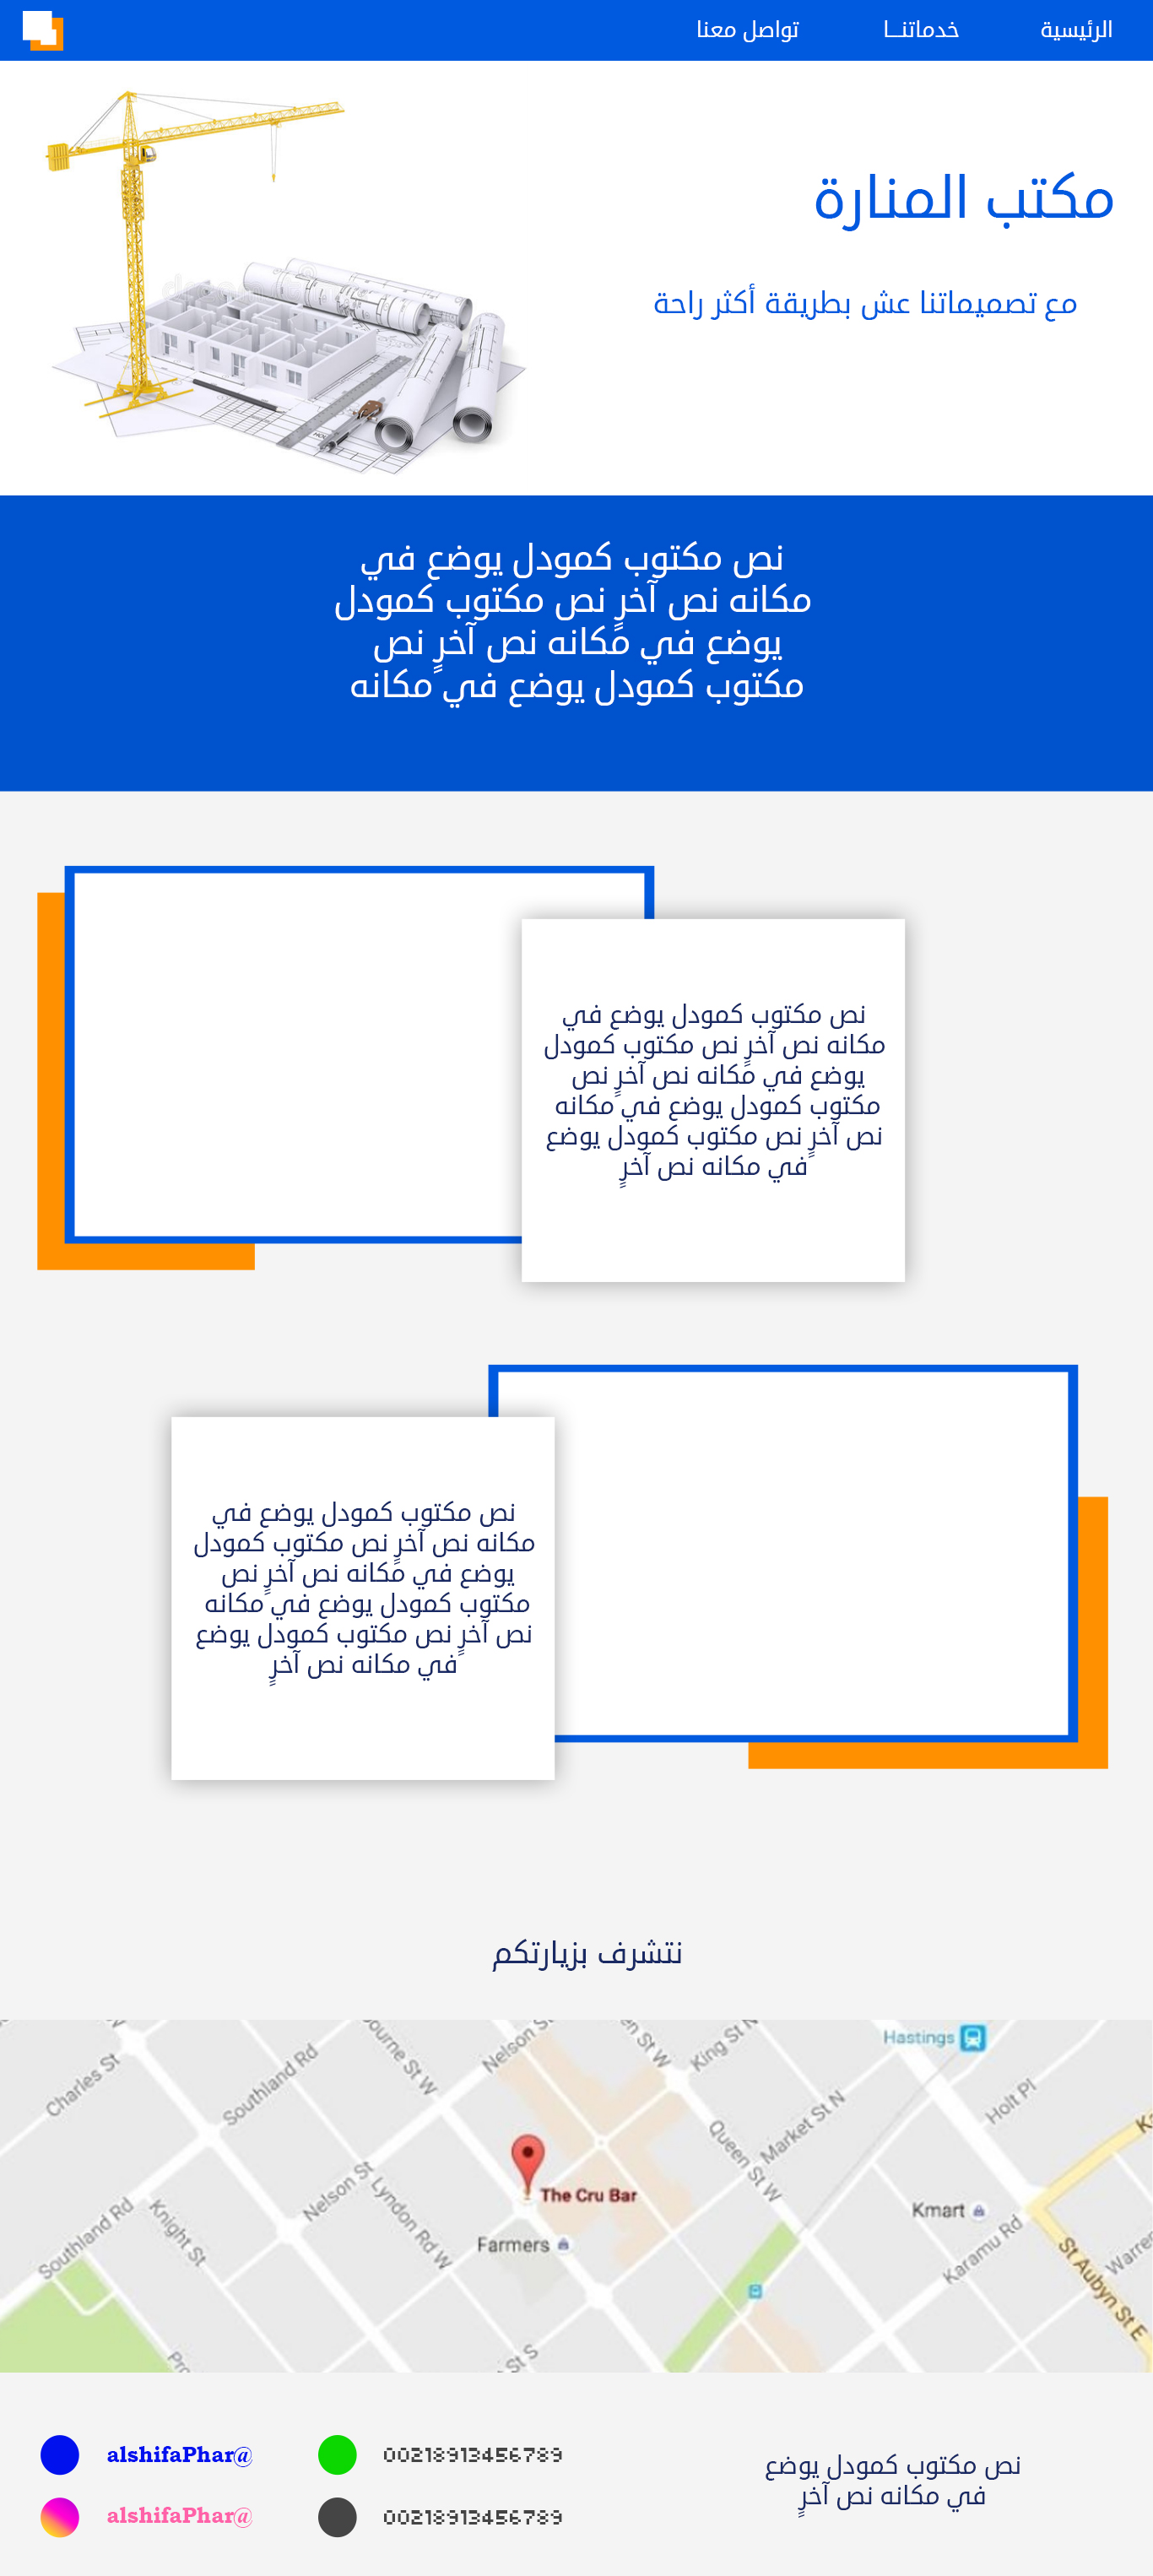 الرئيسية
خدماتنـــا
تواصل معنا
مكتب المنارة
مع تصميماتنا عش بطريقة أكثر راحة
نص مكتوب كمودل يوضع في
مكانه نص آخرٍ نص مكتوب كمودل
يوضع في مكانه نص آخرٍ نص
مكتوب كمودل يوضع في مكانه
نص مكتوب كمودل يوضع في
مكانه نص آخرٍ نص مكتوب كمودل
يوضع في مكانه نص آخرٍ نص
مكتوب كمودل يوضع في مكانه
نص آخرٍ نص مكتوب كمودل يوضع
في مكانه نص آخرٍ
نص مكتوب كمودل يوضع في
مكانه نص آخرٍ نص مكتوب كمودل
يوضع في مكانه نص آخرٍ نص
مكتوب كمودل يوضع في مكانه
نص آخرٍ نص مكتوب كمودل يوضع
في مكانه نص آخرٍ
نتشرف بزيارتكم
Charles St
Southland Rd
Nelson St
King St N
Hastings
Holt Pl
Market St N
Queen St W
The Cru Bar
Nelson St
Lyndon Rd W
Knight St
Southland Rd
Farmers
Kmart
Karamu Rd
St Aubyn St E
St S
نص مكتوب كمودل يوضع
في مكانه نص آخرٍ
00218913456789
00218913456789
alshifaPhar@
alshifaPhar@